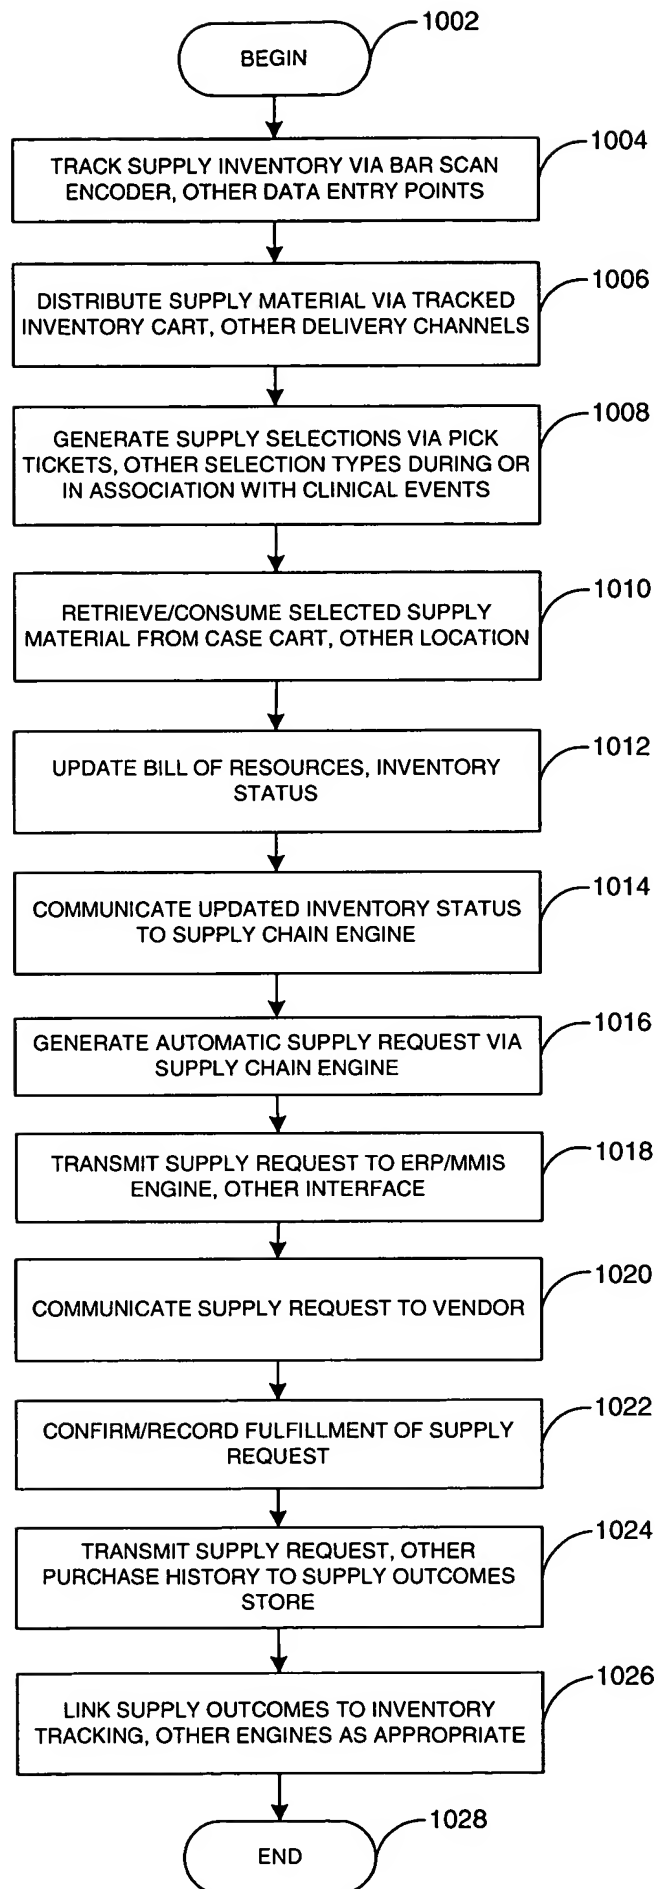 BEGIN
1002
TRACK SUPPLY INVENTORY VIA BAR SCAN
ENCODER, OTHER DATA ENTRY POINTS
1004
DISTRIBUTE SUPPLY MATERIAL VIA TRACKED
INVENTORY CART, OTHER DELIVERY CHANNELS
1006
GENERATE SUPPLY SELECTIONS VIA PICK
TICKETS, OTHER SELECTION TYPES DURING OR
IN ASSOCIATION WITH CLINICAL EVENTS
1008
RETRIEVE/CONSUME SELECTED SUPPLY
MATERIAL FROM CASE CART, OTHER LOCATION
1010
UPDATE BILL OF RESOURCES, INVENTORY
STATUS
1012
COMMUNICATE UPDATED INVENTORY STATUS
TO SUPPLY CHAIN ENGINE
1014
GENERATE AUTOMATIC SUPPLY REQUEST VIA
SUPPLY CHAIN ENGINE
1016
TRANSMIT SUPPLY REQUEST TO ERP/MMIS
ENGINE, OTHER INTERFACE
1018
COMMUNICATE SUPPLY REQUEST TO VENDOR
1020
CONFIRM/RECORD FULFILLMENT OF SUPPLY
REQUEST
1022
TRANSMIT SUPPLY REQUEST, OTHER
PURCHASE HISTORY TO SUPPLY OUTCOMES
STORE
1024
LINK SUPPLY OUTCOMES TO INVENTORY
TRACKING, OTHER ENGINES AS APPROPRIATE
1026
END
1028